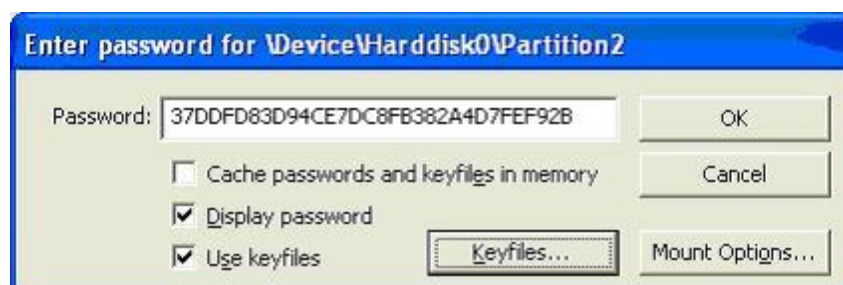 Enter password for \Device\Harddisk0\Partition2
Password: 37DDFD83D94CE7DC8FB382A4D7FEF92B OK
Cache passwords and keyfiles in memory Cancel
Display password
Use keyfiles Keyfiles... Mount Options...